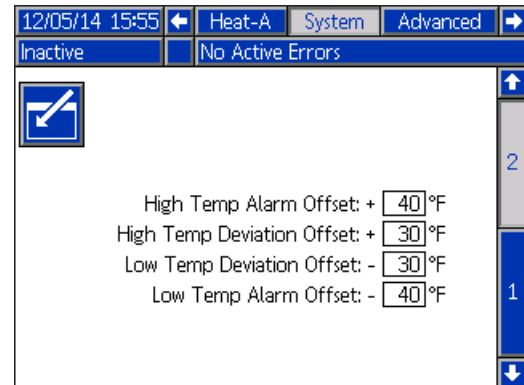 12/05/14 15:55 Heat-A System Advanced
Inactive No Active Errors
2
High Temp Alarm Offset: + 40 °F
High Temp Deviation Offset: + 30 °F
Low Temp Deviation Offset: - 30 °F
Low Temp Alarm Offset: - 40 °F
1